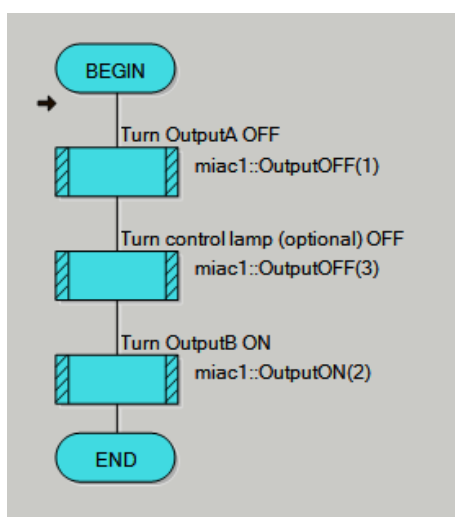 BEGIN
Turn OutputA OFF
miac1::OutputOFF(1)
Turn control lamp (optional) OFF
miac1::OutputOFF(3)
Turn OutputB ON
miac1::OutputON(2)
END